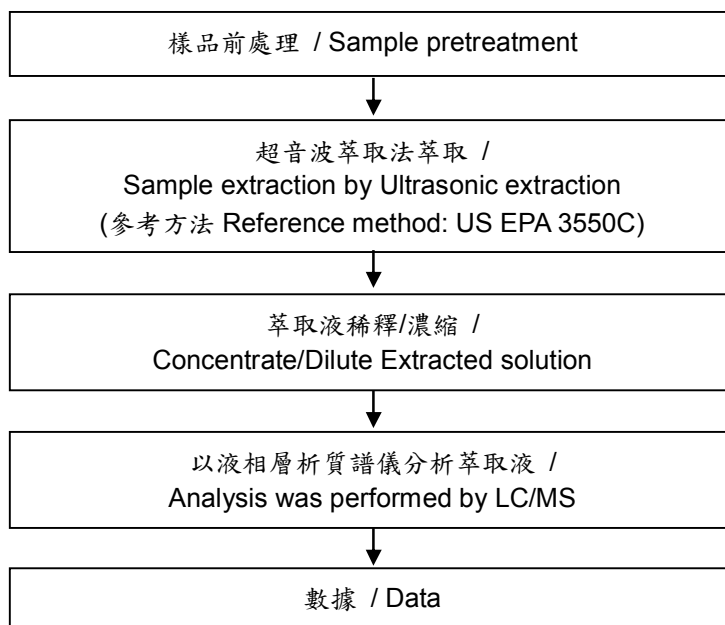 樣品前處理 / Sample pretreatment
超音波萃取法萃取 /
Sample extraction by Ultrasonic extraction
(參考方法 Reference method: US EPA 3550C)
萃取液稀釋/濃縮 /
Concentrate/Dilute Extracted solution
以液相層析質譜儀分析萃取液 /
Analysis was performed by LC/MS
數據 / Data